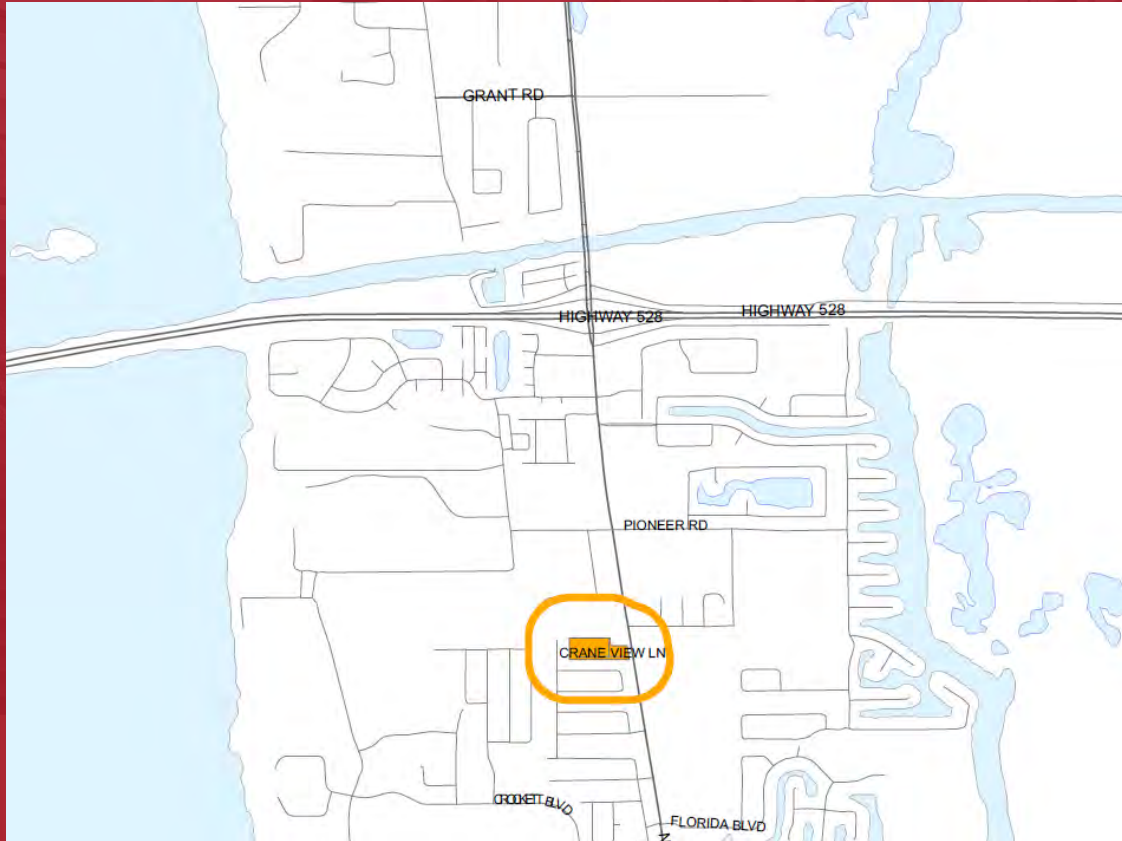 GRANT RD
HIGHWAY 528
HIGHWAY 528
PIONEER RD
CRANE VIEW LN
CROCKETT BLVD
FLORIDA BLVD
N